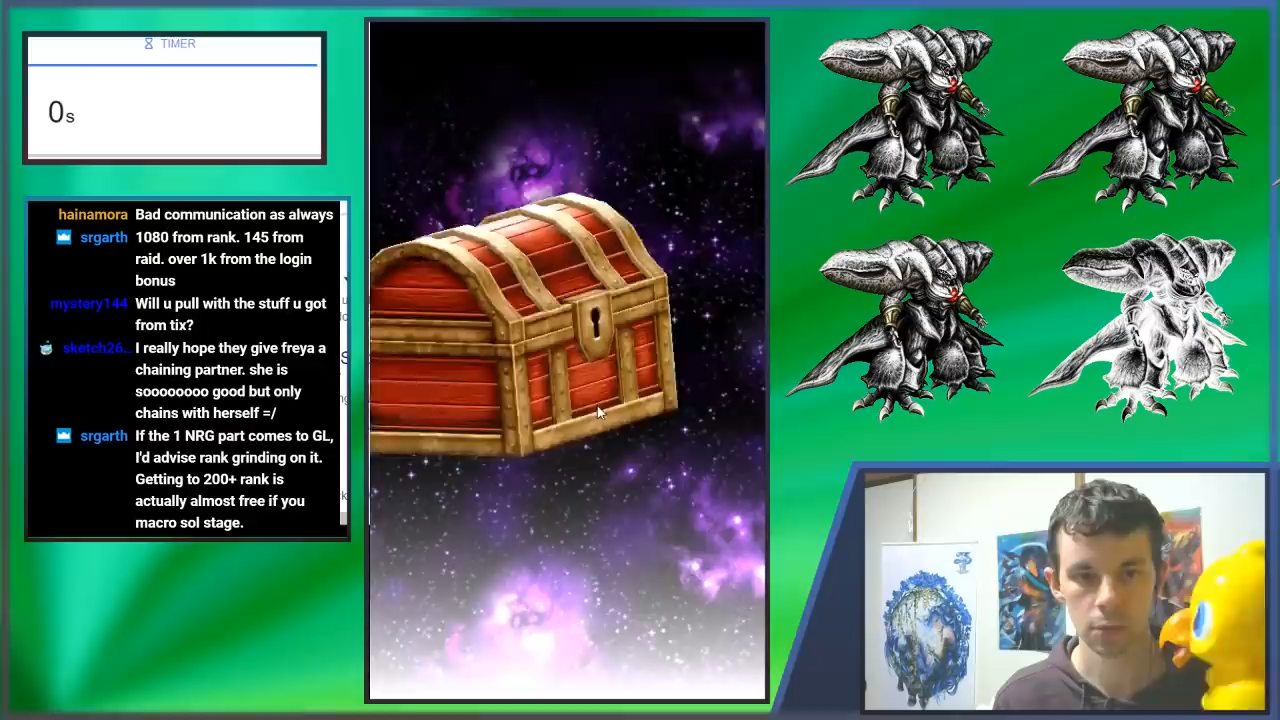 TIMER
0s
hainamora Bad communication as always
srgarth 1080 from rank. 145 from
raid. over 1k from the login
bonus
mystery144 Will u pull with the stuff u got
from tix?
sketch26.. I really hope they give freya a
chaining partner. she is
soooooooo good but only
chains with herself =/
srgarth If the 1 NRG part comes to GL,
I'd advise rank grinding on it.
Getting to 200+ rank is
actually almost free if you
macro sol stage.